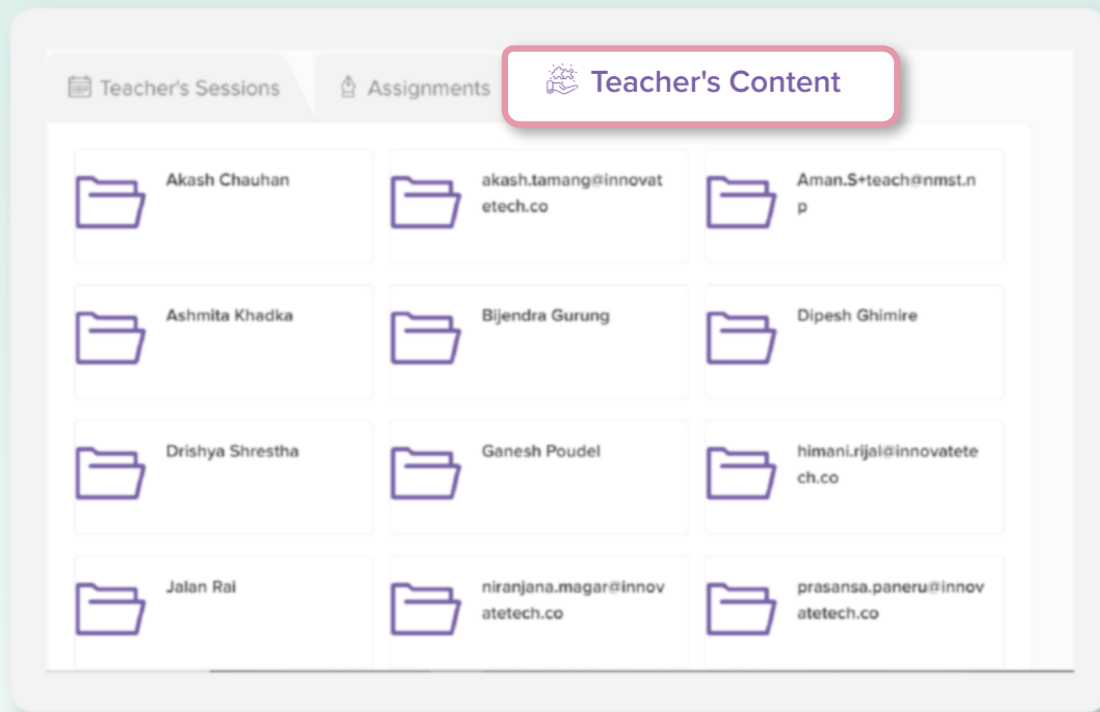 Teacher's Sessions
Assignments
Teacher's Content
Akash Chauhan
akash.tamang@innovat
etech.co
Aman.S+teach@nmst.n
p
Ashmita Khadka
Bijendra Gurung
Dipesh Ghimire
Drishya Shrestha
Ganesh Poudel
himani.rijal@innovatete
ch.co
Jalan Rai
niranjana.magar@innov
atetech.co
prasansa.paneru@innov
atetech.co